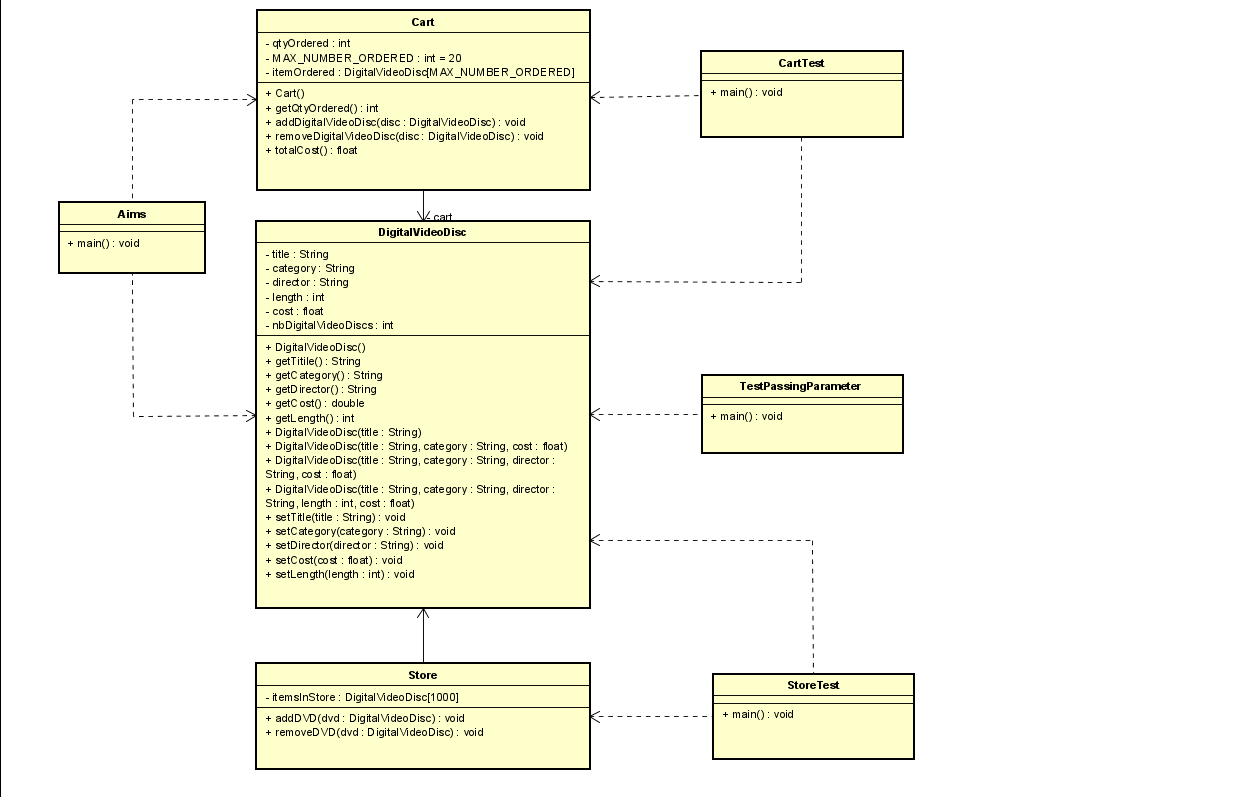 Cart
- qtyOrdered : int
- MAX_NUMBER_ORDERED : int = 20
- itemOrdered : DigitalVideoDisc[MAX_NUMBER_ORDERED]
+ Cart()
+ getQtyOrdered() : int
+ addDigitalVideoDisc(disc : DigitalVideoDisc) : void
+ removeDigitalVideoDisc(disc : DigitalVideoDisc) : void
+ totalCost() : float
CartTest
+ main() : void
Aims
+ main() : void
- cart
DigitalVideoDisc
- title : String
- category : String
- director : String
- length : int
- cost : float
- nbDigitalVideoDiscs : int
+ DigitalVideoDisc()
+ getTitile() : String
+ getCategory() : String
+ getDirector() : String
+ getCost() : double
+ getLength() : int
+ DigitalVideoDisc(title : String)
+ DigitalVideoDisc(title : String, category : String, cost : float)
+ DigitalVideoDisc(title : String, category : String, director :
String, cost : float)
+ DigitalVideoDisc(title : String, category : String, director :
String, length : int, cost : float)
+ setTitle(title : String) : void
+ setCategory(category : String) : void
+ setDirector(director : String) : void
+ setCost(cost : float) : void
+ setLength(length : int) : void
TestPassingParameter
+ main() : void
Store
- itemsInStore : DigitalVideoDisc[1000]
+ addDVD(dvd : DigitalVideoDisc) : void
+ removeDVD(dvd : DigitalVideoDisc) : void
StoreTest
+ main() : void